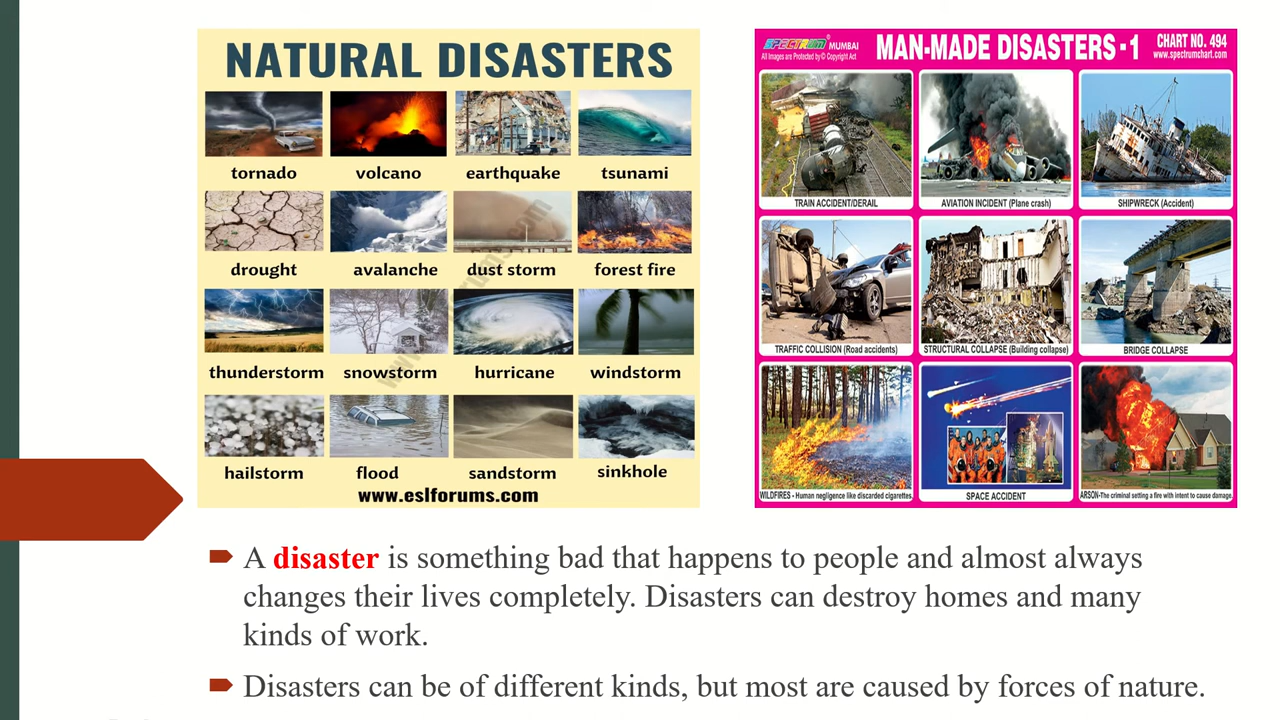 NATURAL DISASTERS
tornado
volcano
earthquake
tsunami
drought
avalanche
dust storm
forest fire
thunderstorm
snowstorm
hurricane
windstorm
hailstorm
flood
sandstorm
sinkhole
www.eslforums.com
SPECTRUM® MUMBAI
All Images are Protected by © Copyright Act
MAN-MADE DISASTERS - 1
CHART NO. 494
www.spectrumchart.com
TRAIN ACCIDENT/DERAIL
AVIATION INCIDENT (Plane crash)
SHIPWRECK (Accident)
TRAFFIC COLLISION (Road accidents)
STRUCTURAL COLLAPSE (Building collapse)
BRIDGE COLLAPSE
WILDFIRES - Human negligence like discarded cigarettes.
SPACE ACCIDENT
ARSON-The criminal setting a fire with intent to cause damage.
A disaster is something bad that happens to people and almost always
changes their lives completely. Disasters can destroy homes and many
kinds of work.
Disasters can be of different kinds, but most are caused by forces of nature.